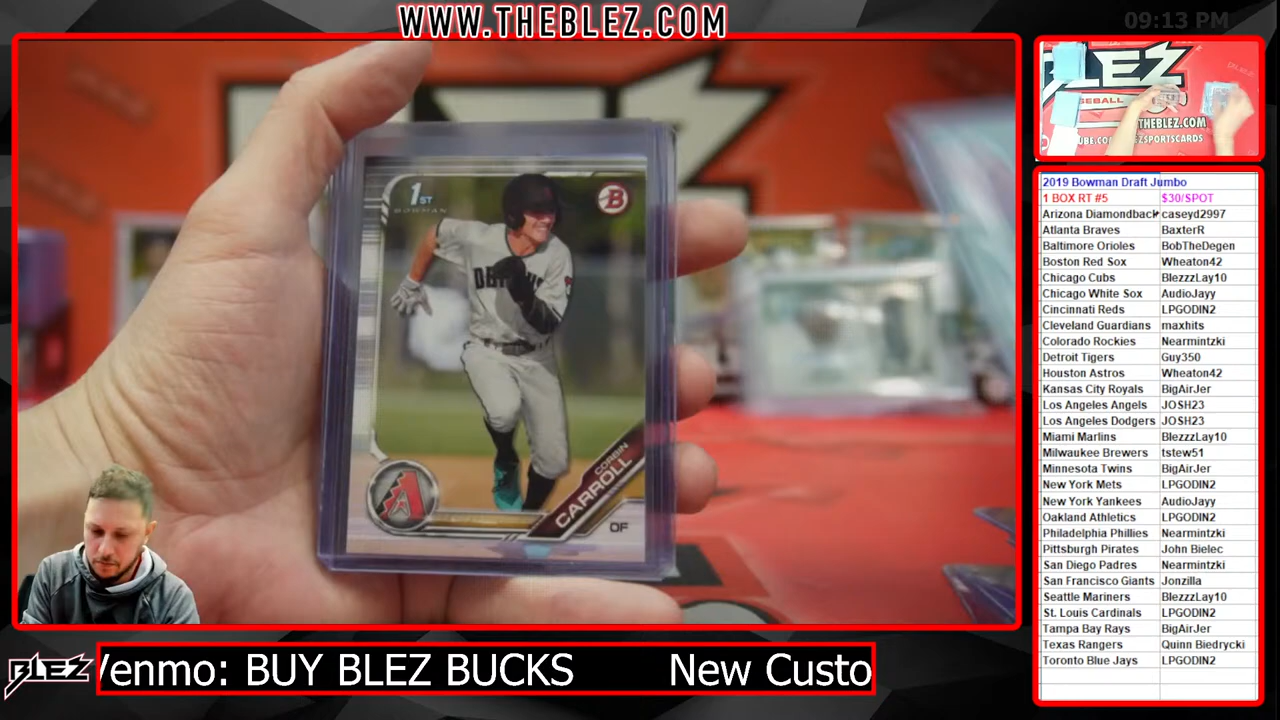 WWW.THEBLEZ.COM
09:13 PM
1ST
BOWMAN
B
CORBIN
CARROLL
OF
A
BLEZ
BASEBALL
THEBLEZ.COM
2019 Bowman Draft Jumbo
1 BOX RT #5 $30/SPOT
Arizona Diamondback caseyd2997
Atlanta Braves BaxterR
Baltimore Orioles BobTheDegen
Boston Red Sox Wheaton42
Chicago Cubs BlezzzLay10
Chicago White Sox AudioJayy
Cincinnati Reds LPGODIN2
Cleveland Guardians maxhits
Colorado Rockies Nearmintzki
Detroit Tigers Guy350
Houston Astros Wheaton42
Kansas City Royals BigAirJer
Los Angeles Angels JOSH23
Los Angeles Dodgers JOSH23
Miami Marlins BlezzzLay10
Milwaukee Brewers tstew51
Minnesota Twins BigAirJer
New York Mets LPGODIN2
New York Yankees AudioJayy
Oakland Athletics LPGODIN2
Philadelphia Phillies Nearmintzki
Pittsburgh Pirates John Bielec
San Diego Padres Nearmintzki
San Francisco Giants Jonzilla
Seattle Mariners BlezzzLay10
St. Louis Cardinals LPGODIN2
Tampa Bay Rays BigAirJer
Texas Rangers Quinn Biedrycki
Toronto Blue Jays LPGODIN2
BLEZ
Venmo: BUY BLEZ BUCKS New Custo